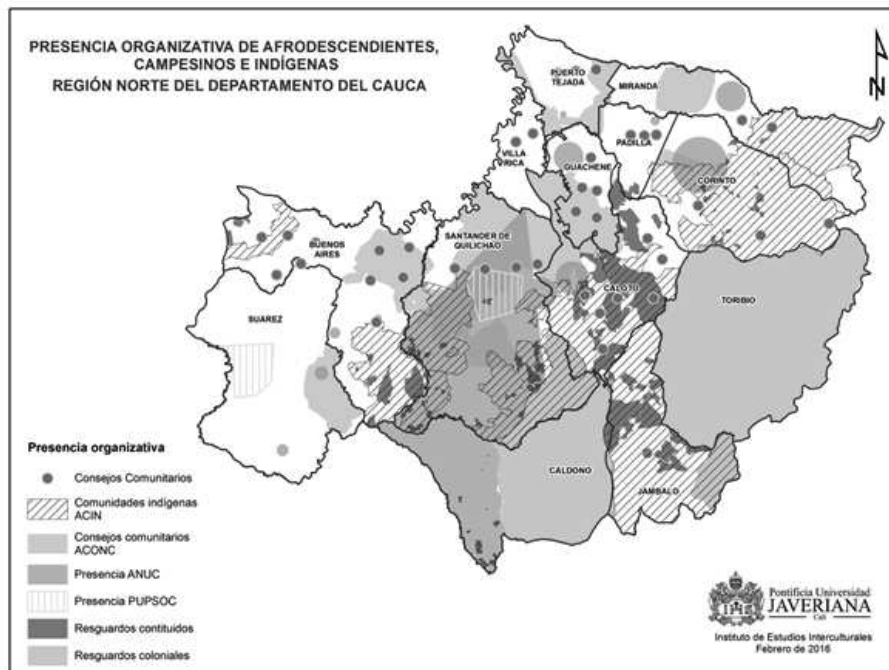 PRESENCIA ORGANIZATIVA DE AFRODESCENDIENTES,
CAMPESINOS E INDÍGENAS
REGIÓN NORTE DEL DEPARTAMENTO DEL CAUCA
N
PUERTO
TEJADA
MIRANDA
VILLA
RICA
PADILLA
GUACHENE
CORINTO
BUENOS
AIRES
SANTANDER DE
QUILICHAO
CALOTO
TORIBIO
SUAREZ
CALDONO
JAMBALO
Presencia organizativa
Consejos Comunitarios
Comunidades indígenas
ACIN
Consejos comunitarios
ACONC
Presencia ANUC
Presencia PUPSOC
Resguardos contituidos
Resguardos coloniales
Pontificia Universidad
JAVERIANA
Cali
Instituto de Estudios Interculturales
Febrero de 2016